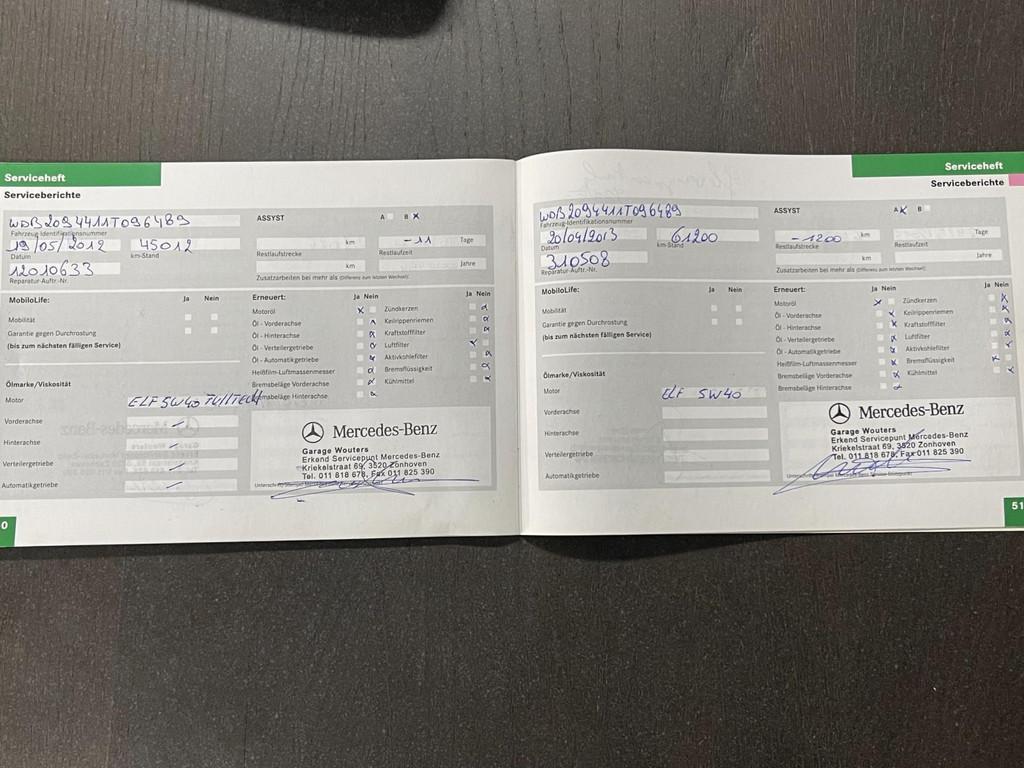 Serviceheft
Serviceberichte
WDB2094411T096489
Fahrzeug-Identifikationsnummer
19/05/2012 45012
Datum km-Stand
12010633
Reparatur-Auftr.-Nr.
ASSYST A B x
km -11 Tage
Restlaufstrecke Restlaufzeit
km Jahre
Zusatzarbeiten bei mehr als (Differenz zum letzten Wechsel):
MobiloLife: Ja Nein
Mobilität
Garantie gegen Durchrostung
(bis zum nächsten fälligen Service)
Ölmarke/Viskosität
Motor ELF 5W40
Vorderachse
Hinterachse
Verteilergetriebe
Automatikgetriebe
Erneuert: Ja Nein
Motoröl
Öl - Vorderachse
Öl - Hinterachse
Öl - Verteilergetriebe
Öl - Automatikgetriebe
Heißfilm-Luftmassenmesser
Bremsbeläge Vorderachse
Bremsbeläge Hinterachse
Ja Nein
Zündkerzen
Keilrippenriemen
Kraftstofffilter
Luftfilter
Aktivkohlefilter
Bremsflüssigkeit
Kühlmittel
Mercedes-Benz
Garage Wouters
Erkend Servicepunt Mercedes-Benz
Kriekelstraat 69, 3520 Zonhoven
Tel. 011 818 678, Fax 011 825 390
0
Serviceheft
Serviceberichte
WDB2094411T096489
Fahrzeug-Identifikationsnummer
20/04/2013 61200
Datum km-Stand
310508
Reparatur-Auftr.-Nr.
ASSYST A x B
-1200 km Tage
Restlaufstrecke Restlaufzeit
km Jahre
Zusatzarbeiten bei mehr als (Differenz zum letzten Wechsel):
MobiloLife: Ja Nein
Mobilität
Garantie gegen Durchrostung
(bis zum nächsten fälligen Service)
Ölmarke/Viskosität
Motor ELF 5W40
Vorderachse
Hinterachse
Verteilergetriebe
Automatikgetriebe
Erneuert: Ja Nein
Motoröl
Öl - Vorderachse
Öl - Hinterachse
Öl - Verteilergetriebe
Öl - Automatikgetriebe
Heißfilm-Luftmassenmesser
Bremsbeläge Vorderachse
Bremsbeläge Hinterachse
Ja Nein
Zündkerzen
Keilrippenriemen
Kraftstofffilter
Luftfilter
Aktivkohlefilter
Bremsflüssigkeit
Kühlmittel
Mercedes-Benz
Garage Wouters
Erkend Servicepunt Mercedes-Benz
Kriekelstraat 69, 3520 Zonhoven
Tel. 011 818 678, Fax 011 825 390
51